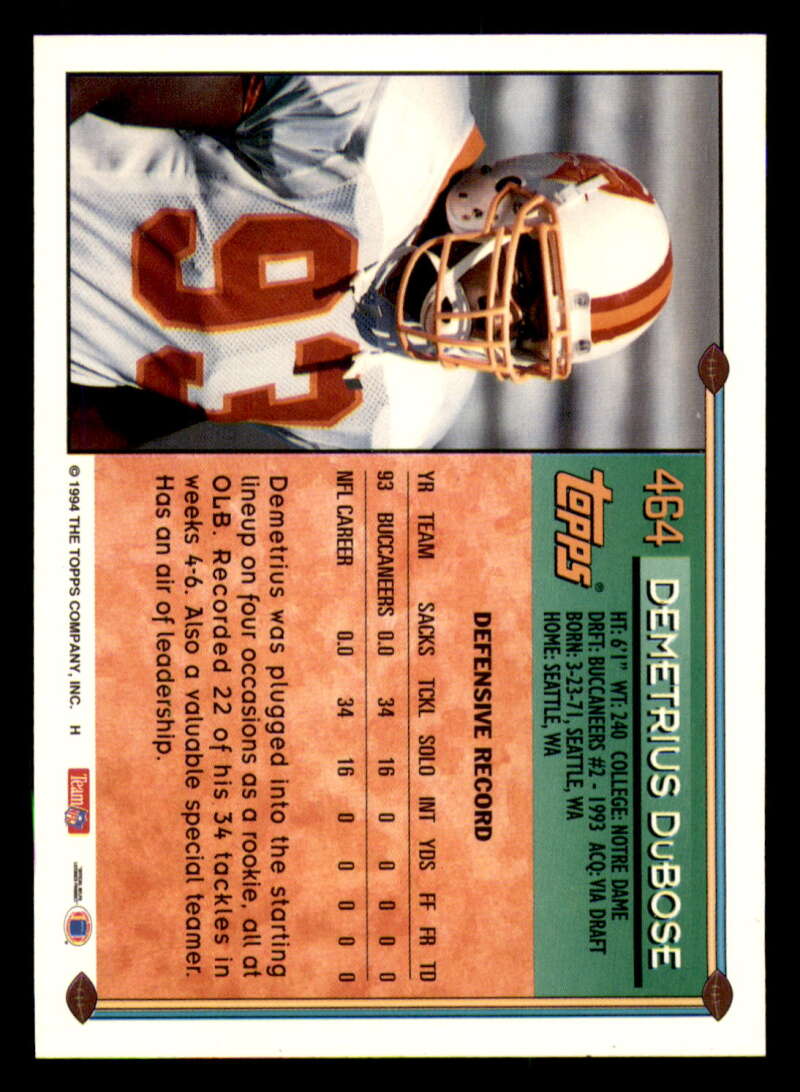 464 DEMETRIUS DuBOSE
topps®
HT: 6'1" WT: 240 COLLEGE: NOTRE DAME
DRFT: BUCCANEERS #2 - 1993 ACQ: VIA DRAFT
BORN: 3-23-71, SEATTLE, WA
HOME: SEATTLE, WA
DEFENSIVE RECORD
YR TEAM SACKS TCKL SOLO INT YDS FF FR TD
93 BUCCANEERS 0.0 34 16 0 0 0 0 0
NFL CAREER 0.0 34 16 0 0 0 0 0
Demetrius was plugged into the starting
lineup on four occasions as a rookie, all at
OLB. Recorded 22 of his 34 tackles in
weeks 4-6. Also a valuable special teamer.
Has an air of leadership.
© 1994 THE TOPPS COMPANY, INC. H
Team NFL
93